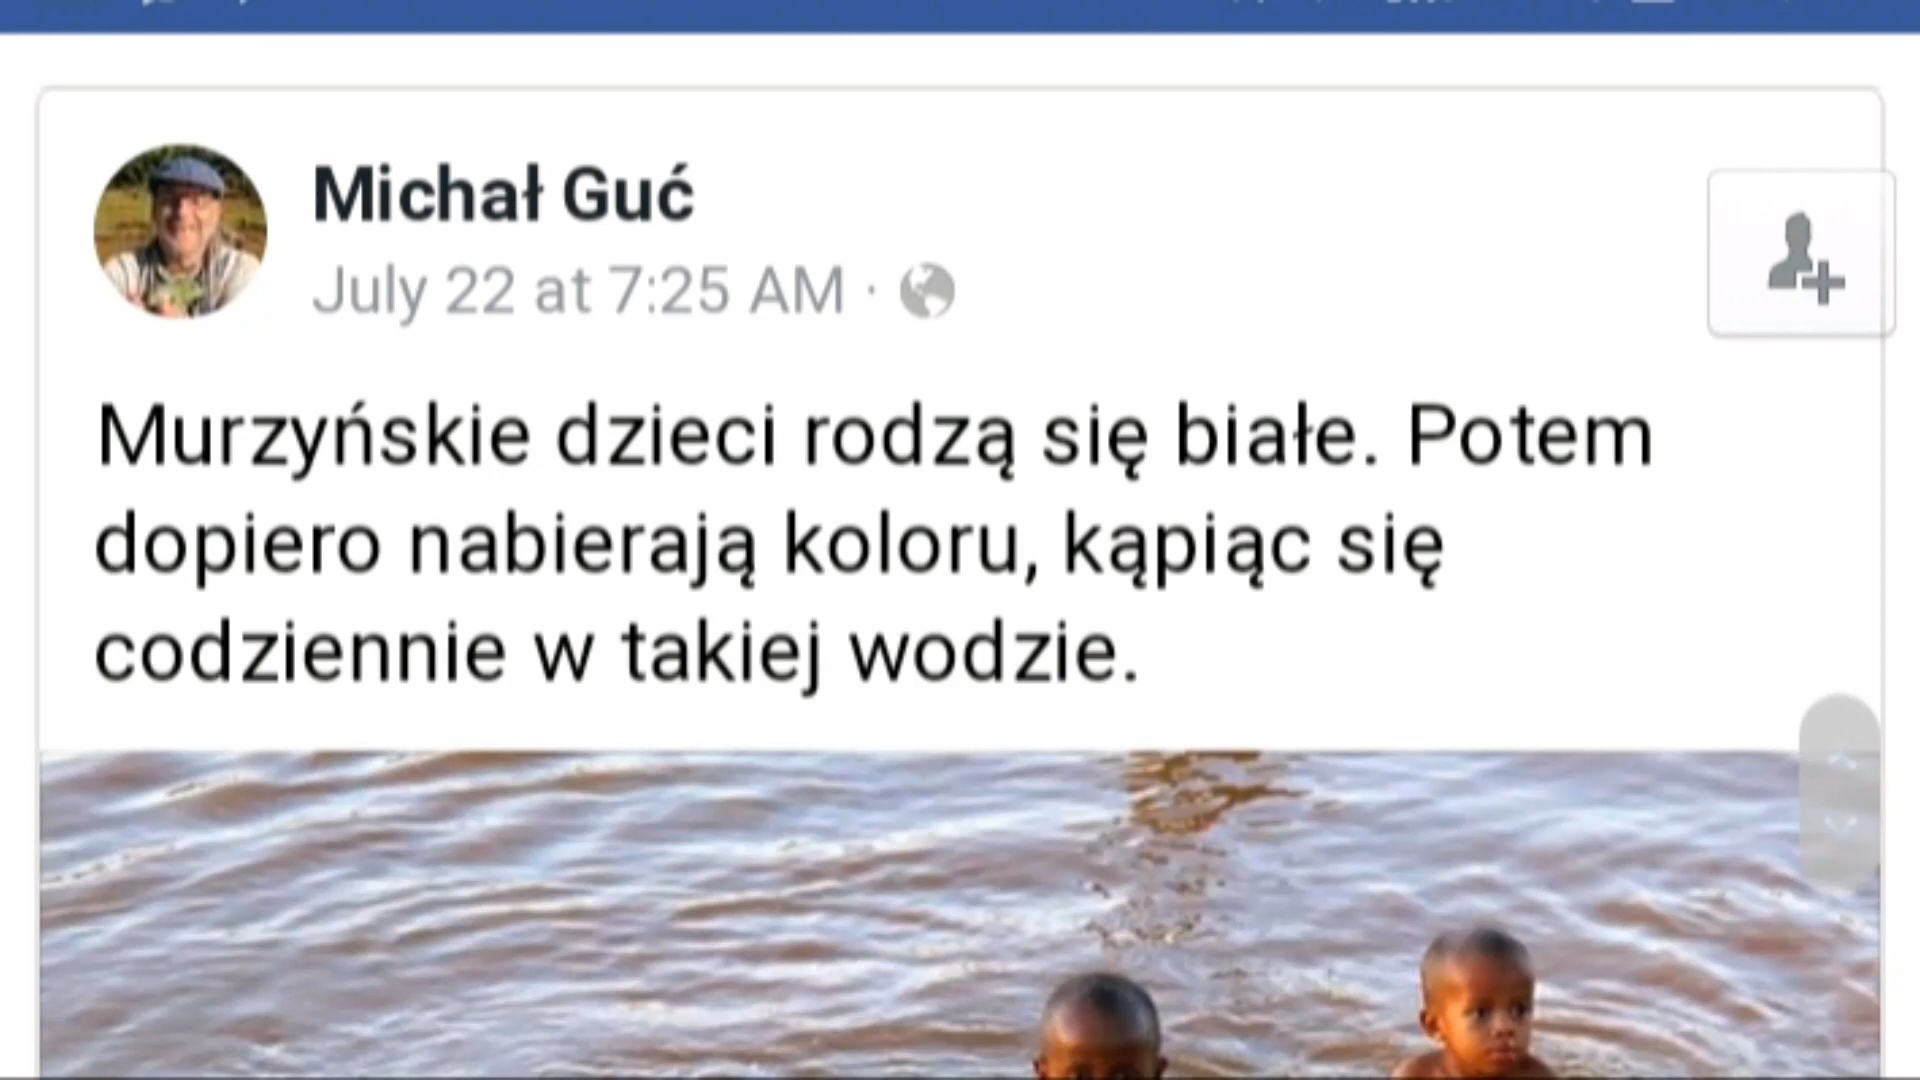 Michał Guć
July 22 at 7:25 AM ·
Murzyńskie dzieci rodzą się białe. Potem
dopiero nabierają koloru, kąpiąc się
codziennie w takiej wodzie.